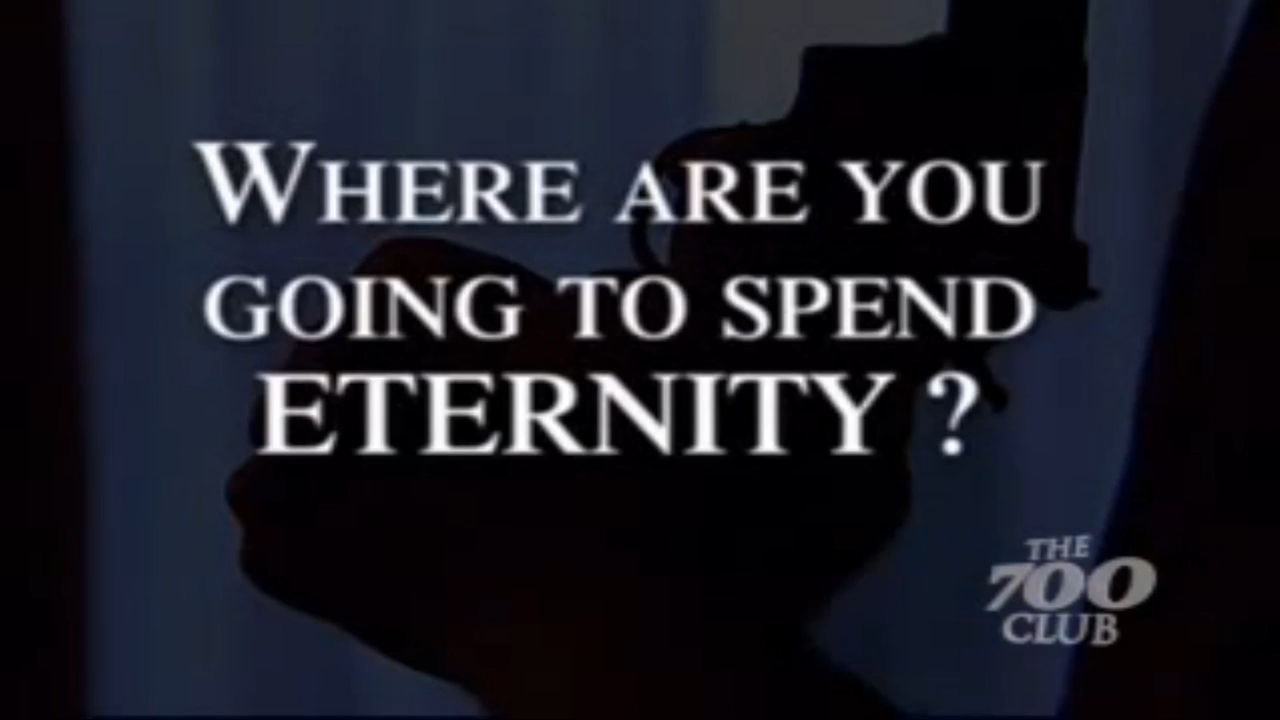 WHERE ARE YOU
GOING TO SPEND
ETERNITY ?
THE
700
CLUB